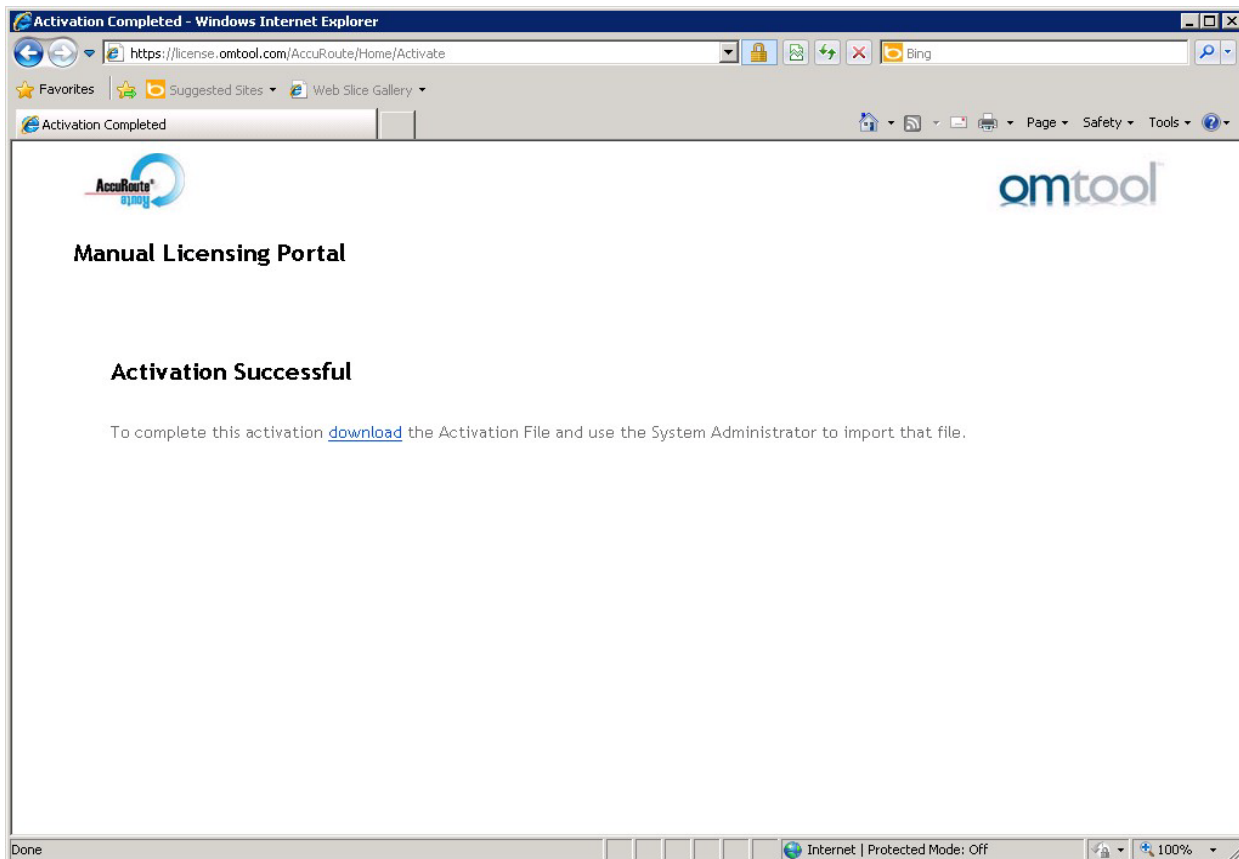 Activation Completed - Windows Internet Explorer
https://license.omtool.com/AccuRoute/Home/Activate
Bing
Favorites Suggested Sites Web Slice Gallery
Activation Completed
Page Safety Tools
AccuRoute
Route
omtool
Manual Licensing Portal
Activation Successful
To complete this activation download the Activation File and use the System Administrator to import that file.
Done
Internet | Protected Mode: Off
100%